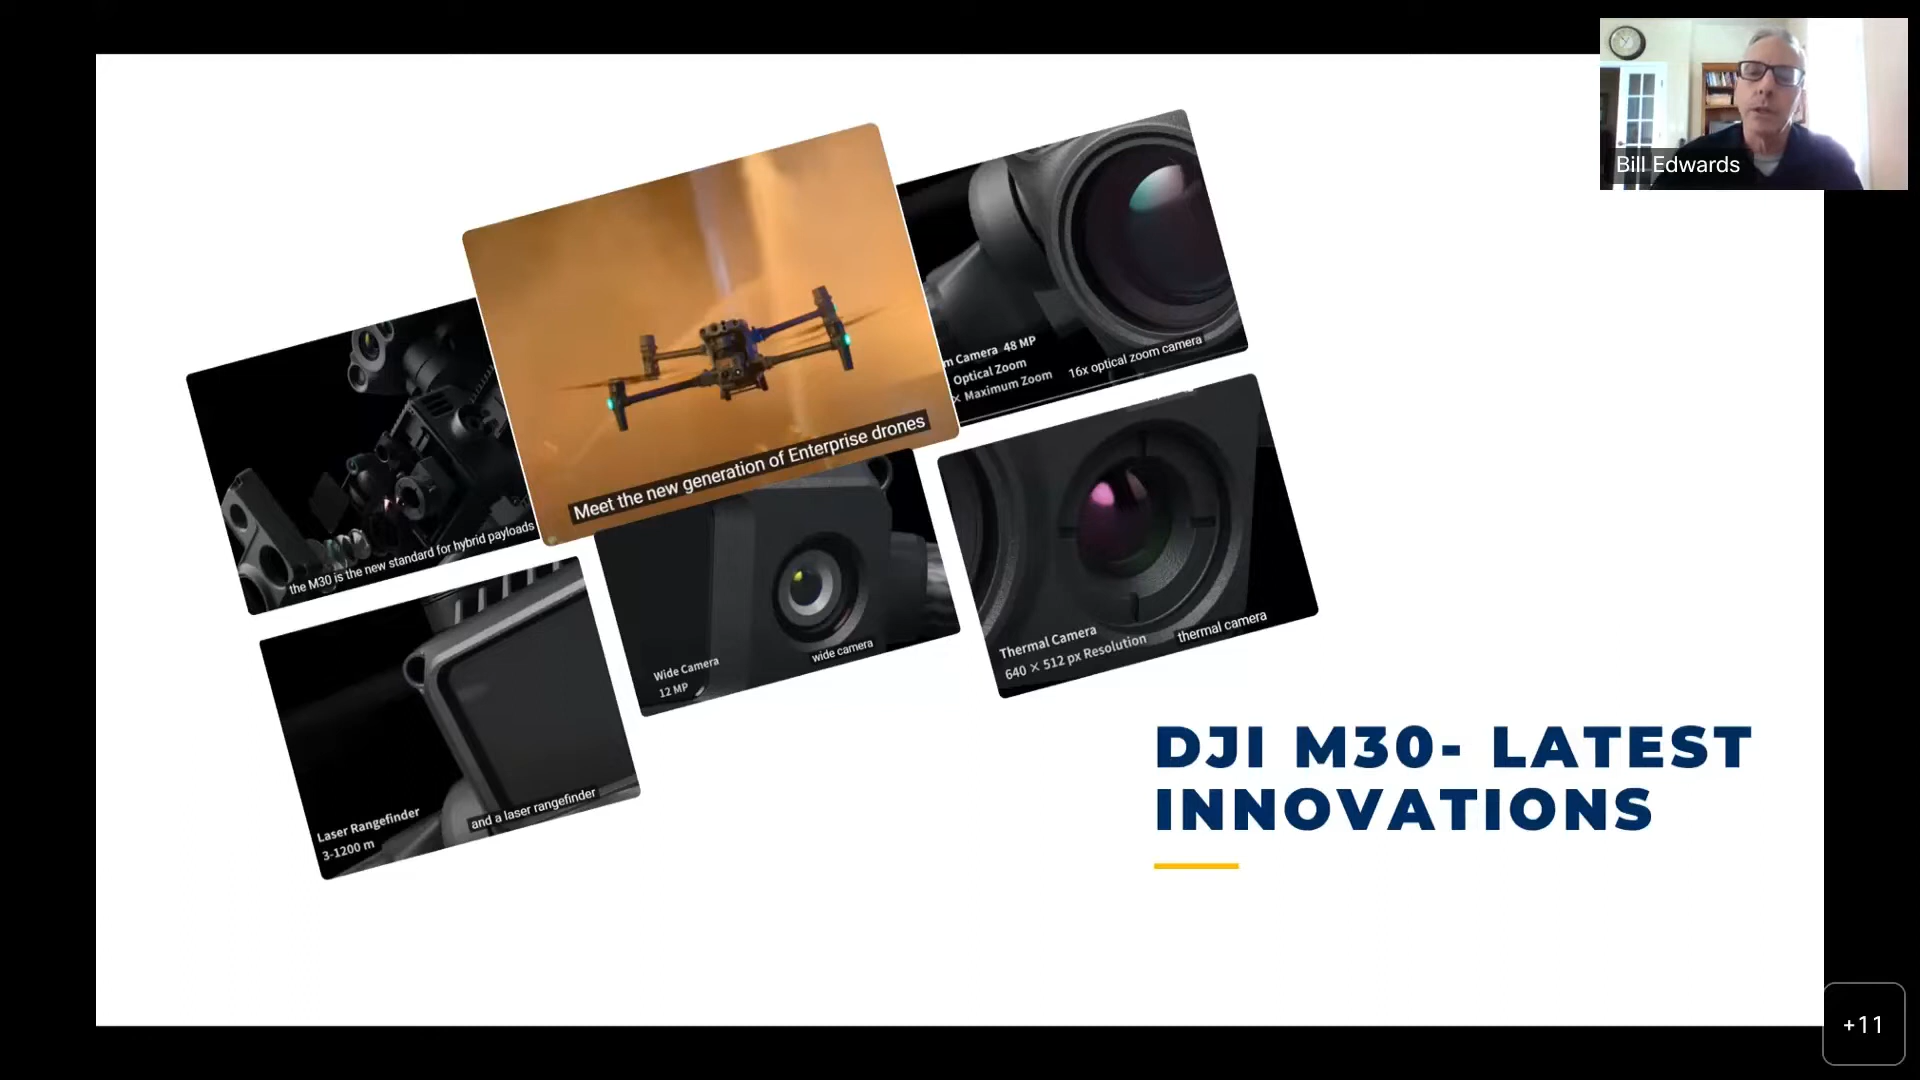 Bill Edwards
Camera 48 MP
Optical Zoom
× Maximum Zoom
16x optical zoom camera
Meet the new generation of Enterprise drones
the M30 is the new standard for hybrid payloads
Wide Camera
12 MP
wide camera
Thermal Camera
640 × 512 px Resolution
thermal camera
Laser Rangefinder
3-1200 m
and a laser rangefinder
DJI M30- LATEST
INNOVATIONS
+11